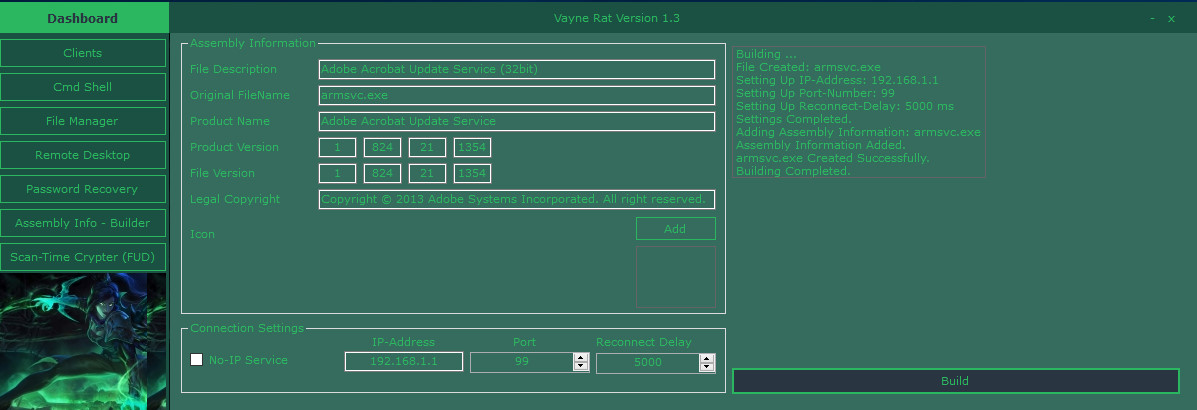 Dashboard
Vayne Rat Version 1.3
- x
Clients
Cmd Shell
File Manager
Remote Desktop
Password Recovery
Assembly Info - Builder
Scan-Time Crypter (FUD)
Assembly Information
File Description Adobe Acrobat Update Service (32bit)
Original FileName armsvc.exe
Product Name Adobe Acrobat Update Service
Product Version 1 824 21 1354
File Version 1 824 21 1354
Legal Copyright Copyright © 2013 Adobe Systems Incorporated. All right reserved.
Icon Add
Connection Settings
IP-Address Port Reconnect Delay
No-IP Service 192.168.1.1 99 5000
Building ...
File Created: armsvc.exe
Setting Up IP-Address: 192.168.1.1
Setting Up Port-Number: 99
Setting Up Reconnect-Delay: 5000 ms
Settings Completed.
Adding Assembly Information: armsvc.exe
Assembly Information Added.
armsvc.exe Created Successfully.
Building Completed.
Build